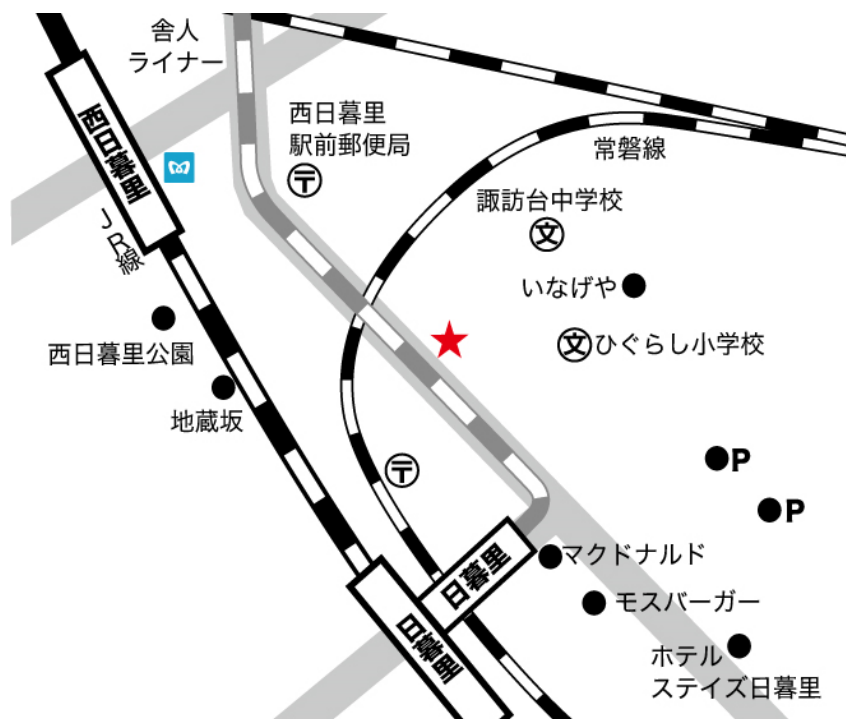 舎人
ライナー
西日暮里
西日暮里
駅前郵便局
〒
常磐線
諏訪台中学校
文
JR線
いなげや
西日暮里公園
文
ひぐらし小学校
地蔵坂
〒
P
P
日暮里
マクドナルド
日暮里
モスバーガー
ホテル
ステイズ日暮里